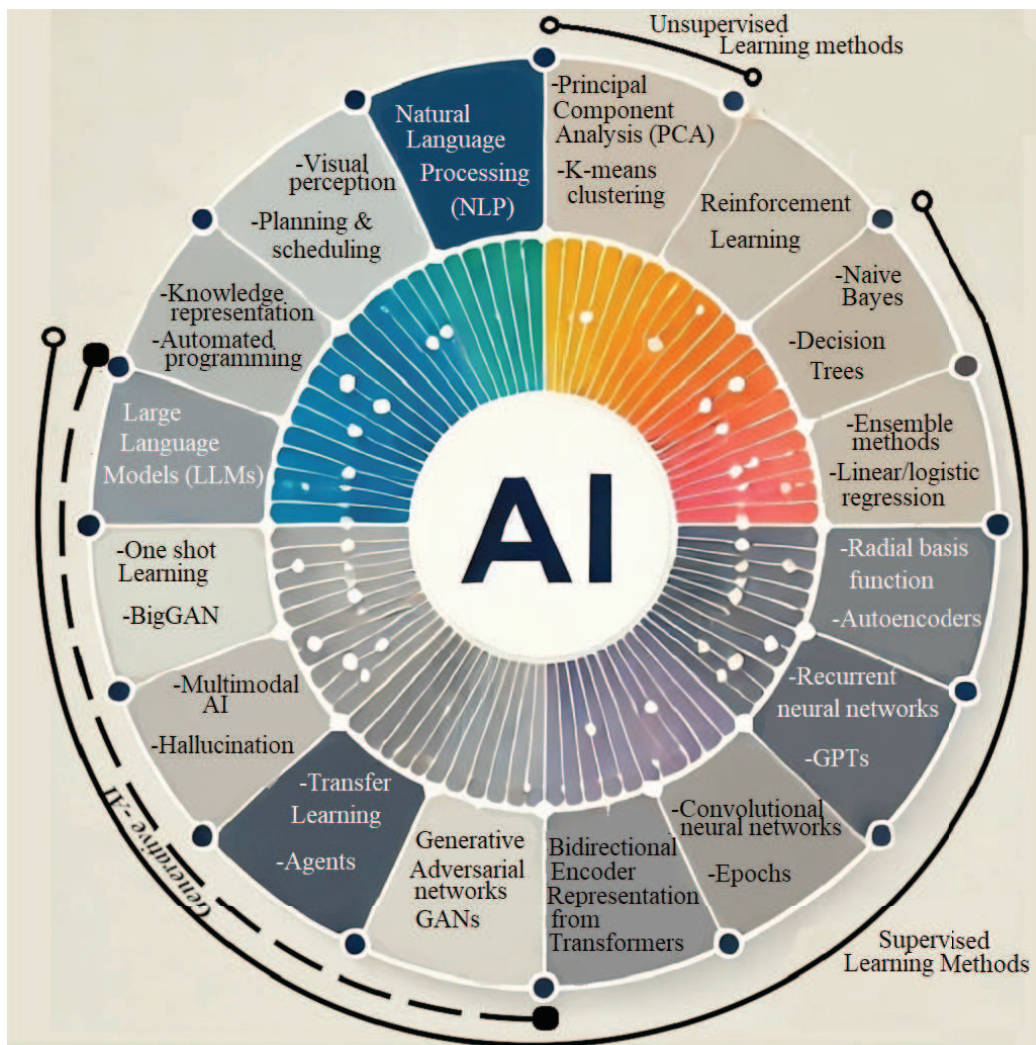 Unsupervised
Learning methods
-Principal
Component
Analysis (PCA)
-K-means
clustering
Reinforcement
Learning
-Naive
Bayes
-Decision
Trees
-Ensemble
methods
-Linear/logistic
regression
-Radial basis
function
-Autoencoders
-Recurrent
neural networks
-GPTs
-Convolutional
neural networks
-Epochs
Bidirectional
Encoder
Representation
from
Transformers
Generative
Adversarial
networks
GANs
-Transfer
Learning
-Agents
-Multimodal
AI
-Hallucination
-One shot
Learning
-BigGAN
Large
Language
Models (LLMs)
-Knowledge
representation
-Automated
programming
-Visual
perception
-Planning &
scheduling
Natural
Language
Processing
(NLP)
AI
Generative -AI
Supervised
Learning Methods